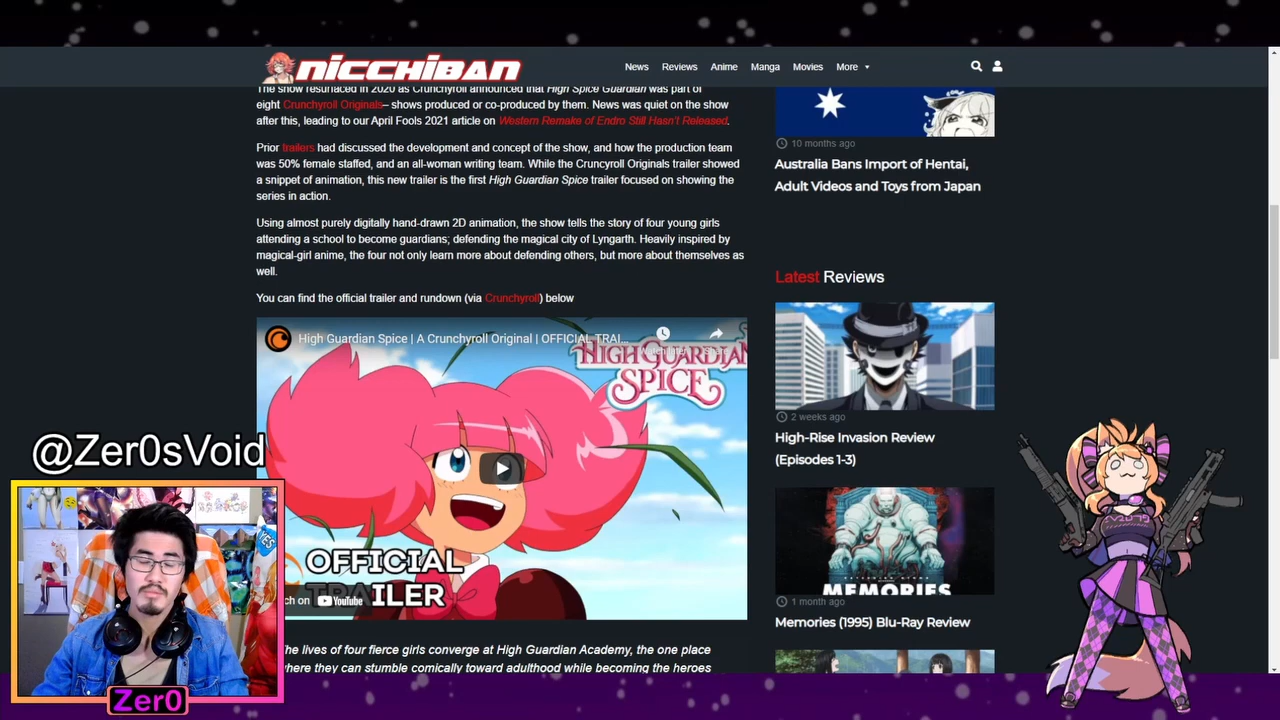 NICCHIBAN
News Reviews Anime Manga Movies More
The show resurfaced in 2020 as Crunchyroll announced that High Spice Guardian was part of
eight Crunchyroll Originals– shows produced or co-produced by them. News was quiet on the show
after this, leading to our April Fools 2021 article on Western Remake of Endro Still Hasn't Released.
Prior trailers had discussed the development and concept of the show, and how the production team
was 50% female staffed, and an all-woman writing team. While the Cruncyroll Originals trailer showed
a snippet of animation, this new trailer is the first High Guardian Spice trailer focused on showing the
series in action.
Using almost purely digitally hand-drawn 2D animation, the show tells the story of four young girls
attending a school to become guardians; defending the magical city of Lyngarth. Heavily inspired by
magical-girl anime, the four not only learn more about defending others, but more about themselves as
well.
You can find the official trailer and rundown (via Crunchyroll) below
High Guardian Spice | A Crunchyroll Original | OFFICIAL TRAI...
Watch later
Share
HIGH GUARDIAN
SPICE
OFFICIAL
TRAILER
ch on YouTube
The lives of four fierce girls converge at High Guardian Academy, the one place
where they can stumble comically toward adulthood while becoming the heroes
10 months ago
Australia Bans Import of Hentai,
Adult Videos and Toys from Japan
Latest Reviews
2 weeks ago
High-Rise Invasion Review
(Episodes 1-3)
MEMORIES
1 month ago
Memories (1995) Blu-Ray Review
@Zer0sVoid
YES
Zer0